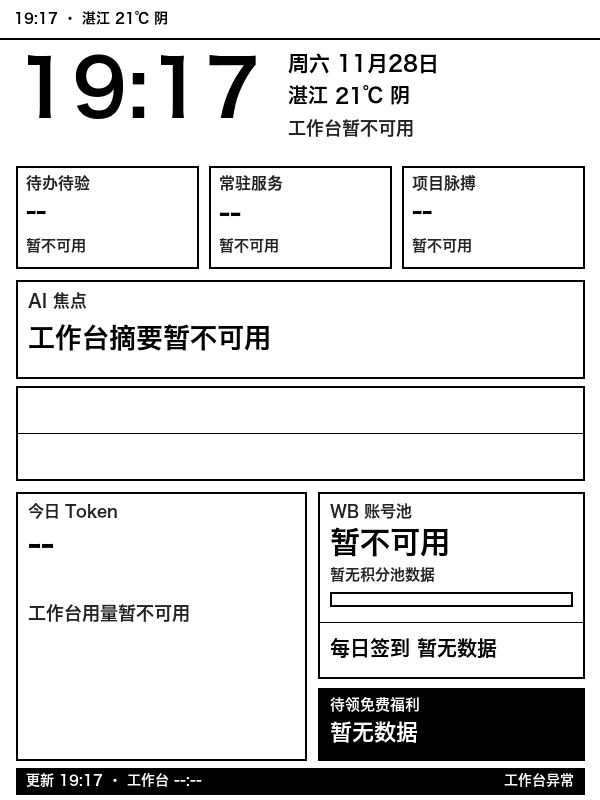 19:17 · 湛江 21℃ 阴
19:17
周六 11月28日
湛江 21℃ 阴
工作台暂不可用
待办待验
--
暂不可用
常驻服务
--
暂不可用
项目脉搏
--
暂不可用
AI 焦点
工作台摘要暂不可用
今日 Token
--
工作台用量暂不可用
WB 账号池
暂不可用
暂无积分池数据
每日签到 暂无数据
待领免费福利
暂无数据
更新 19:17 · 工作台 --:--
工作台异常